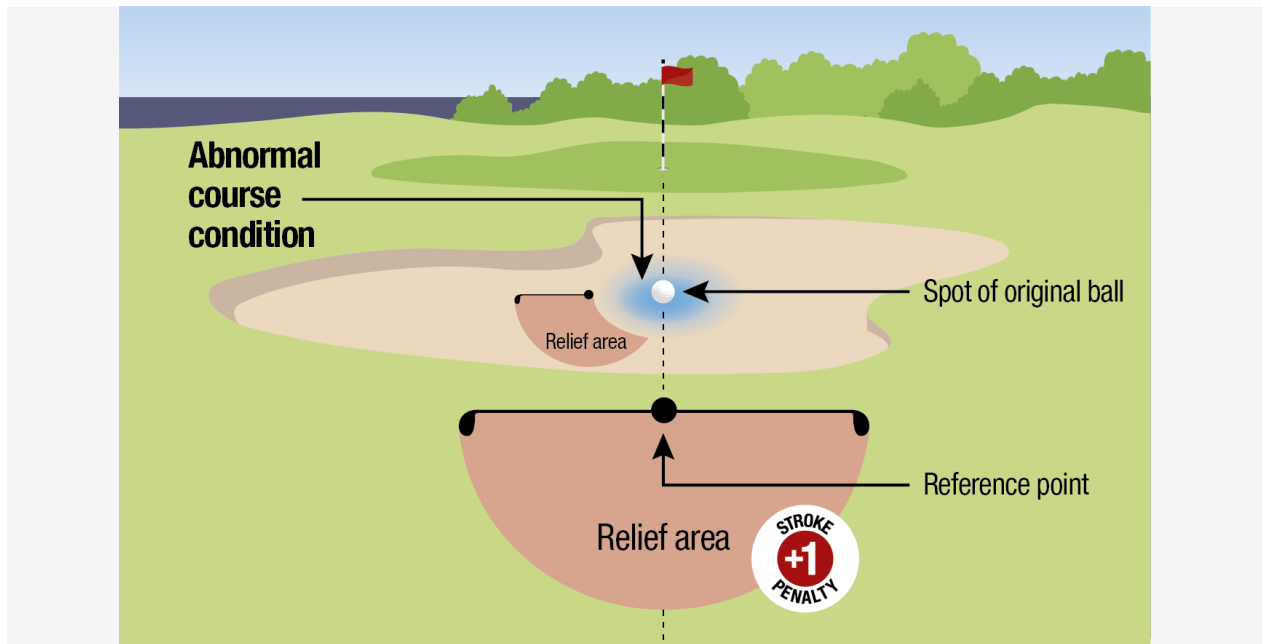 Abnormal
course
condition
Spot of original ball
Relief area
Reference point
Relief area
STROKE
+1
PENALTY